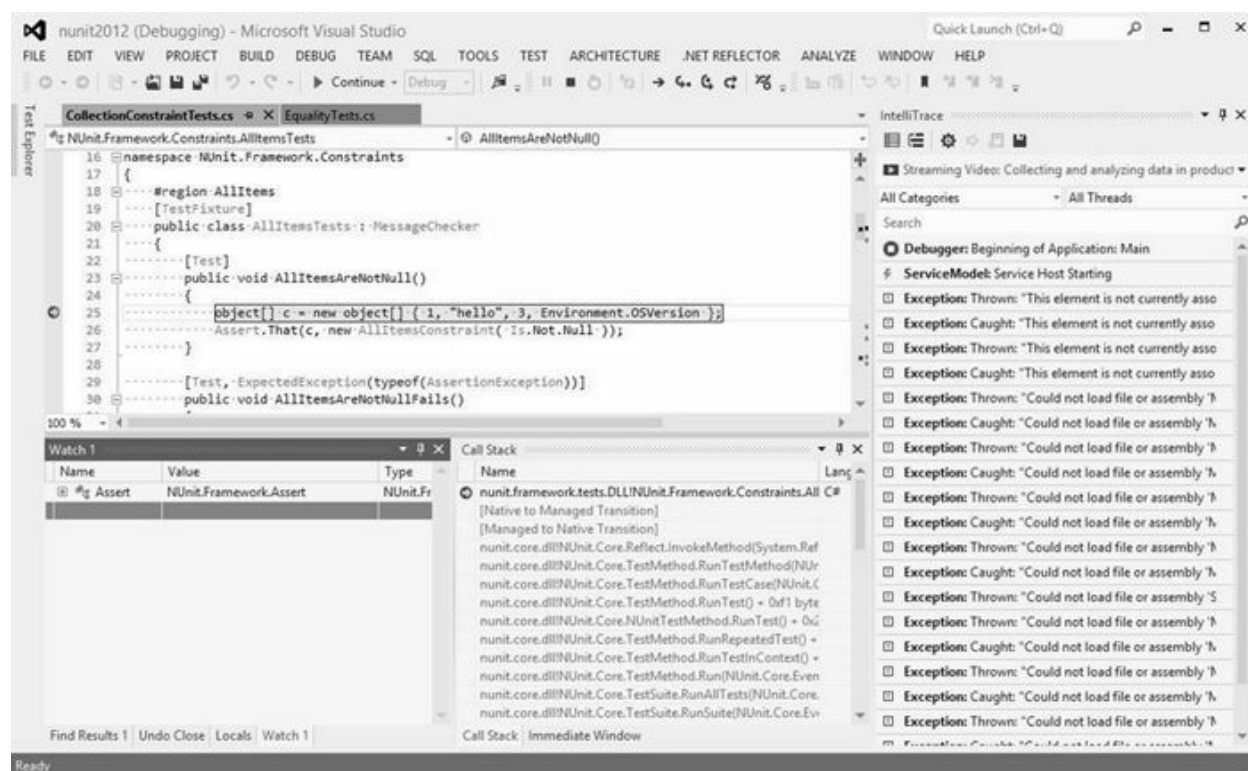 nunit2012 (Debugging) - Microsoft Visual Studio
Quick Launch (Ctrl+Q)
FILE EDIT VIEW PROJECT BUILD DEBUG TEAM SQL TOOLS TEST ARCHITECTURE .NET REFLECTOR ANALYZE WINDOW HELP
Continue Debug
Test Explorer
CollectionConstraintTests.cs EqualityTests.cs
NUnit.Framework.Constraints.AllItemsTests AllItemsAreNotNull()
16 namespace NUnit.Framework.Constraints
17 {
18 #region AllItems
19 [TestFixture]
20 public class AllItemsTests : MessageChecker
21 {
22 [Test]
23 public void AllItemsAreNotNull()
24 {
25 object[] c = new object[] { 1, "hello", 3, Environment.OSVersion };
26 Assert.That(c, new AllItemsConstraint( Is.Not.Null ));
27 }
28
29 [Test, ExpectedException(typeof(AssertionException))]
30 public void AllItemsAreNotNullFails()
100 %
Watch 1
Name Value Type
Assert NUnit.Framework.Assert NUnit.Fr
Find Results 1 Undo Close Locals Watch 1
Call Stack
Name Lang
nunit.framework.tests.DLL!NUnit.Framework.Constraints.All C#
[Native to Managed Transition]
[Managed to Native Transition]
nunit.core.dll!NUnit.Core.Reflect.InvokeMethod(System.Ref
nunit.core.dll!NUnit.Core.TestMethod.RunTestMethod(NUr
nunit.core.dll!NUnit.Core.TestMethod.RunTestCase(NUnit.C
nunit.core.dll!NUnit.Core.TestMethod.RunTest() + 0xf1 byte
nunit.core.dll!NUnit.Core.NUnitTestMethod.RunTest() + 0x2
nunit.core.dll!NUnit.Core.TestMethod.RunRepeatedTest() +
nunit.core.dll!NUnit.Core.TestMethod.RunTestInContext() +
nunit.core.dll!NUnit.Core.TestMethod.Run(NUnit.Core.Even
nunit.core.dll!NUnit.Core.TestSuite.RunAllTests(NUnit.Core.
nunit.core.dll!NUnit.Core.TestSuite.RunSuite(NUnit.Core.Ev
Call Stack Immediate Window
IntelliTrace
Streaming Video: Collecting and analyzing data in product
All Categories All Threads
Search
Debugger: Beginning of Application: Main
ServiceModel: Service Host Starting
Exception: Thrown: "This element is not currently asso
Exception: Caught: "This element is not currently asso
Exception: Thrown: "This element is not currently asso
Exception: Caught: "This element is not currently asso
Exception: Thrown: "Could not load file or assembly 'N
Exception: Caught: "Could not load file or assembly 'N
Exception: Thrown: "Could not load file or assembly 'N
Exception: Caught: "Could not load file or assembly 'N
Exception: Thrown: "Could not load file or assembly 'N
Exception: Caught: "Could not load file or assembly 'N
Exception: Thrown: "Could not load file or assembly 'N
Exception: Caught: "Could not load file or assembly 'N
Exception: Thrown: "Could not load file or assembly 'S
Exception: Thrown: "Could not load file or assembly 'N
Exception: Caught: "Could not load file or assembly 'N
Exception: Thrown: "Could not load file or assembly 'N
Exception: Caught: "Could not load file or assembly 'N
Exception: Thrown: "Could not load file or assembly 'N
Ready